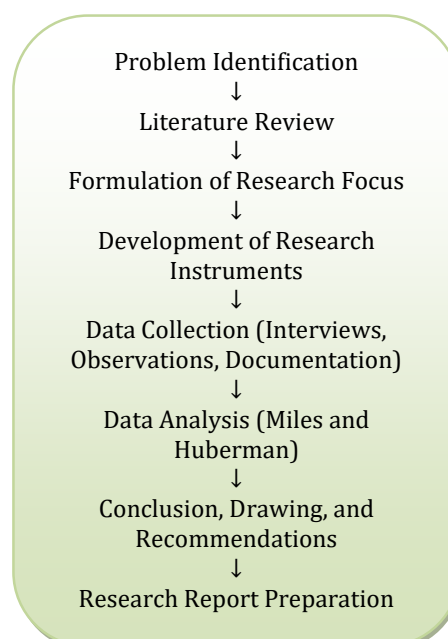 Problem Identification
↓
Literature Review
↓
Formulation of Research Focus
↓
Development of Research
Instruments
↓
Data Collection (Interviews,
Observations, Documentation)
↓
Data Analysis (Miles and
Huberman)
↓
Conclusion, Drawing, and
Recommendations
↓
Research Report Preparation